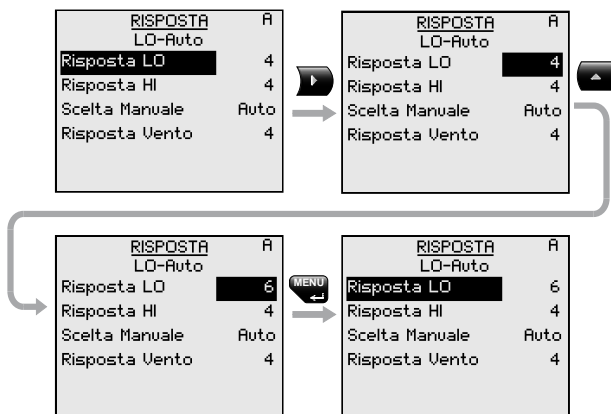 RISPOSTA A
LO-Auto
Risposta LO 4
Risposta HI 4
Scelta Manuale Auto
Risposta Vento 4
RISPOSTA A
LO-Auto
Risposta LO 4
Risposta HI 4
Scelta Manuale Auto
Risposta Vento 4
RISPOSTA A
LO-Auto
Risposta LO 6
Risposta HI 4
Scelta Manuale Auto
Risposta Vento 4
MENU
RISPOSTA A
LO-Auto
Risposta LO 6
Risposta HI 4
Scelta Manuale Auto
Risposta Vento 4